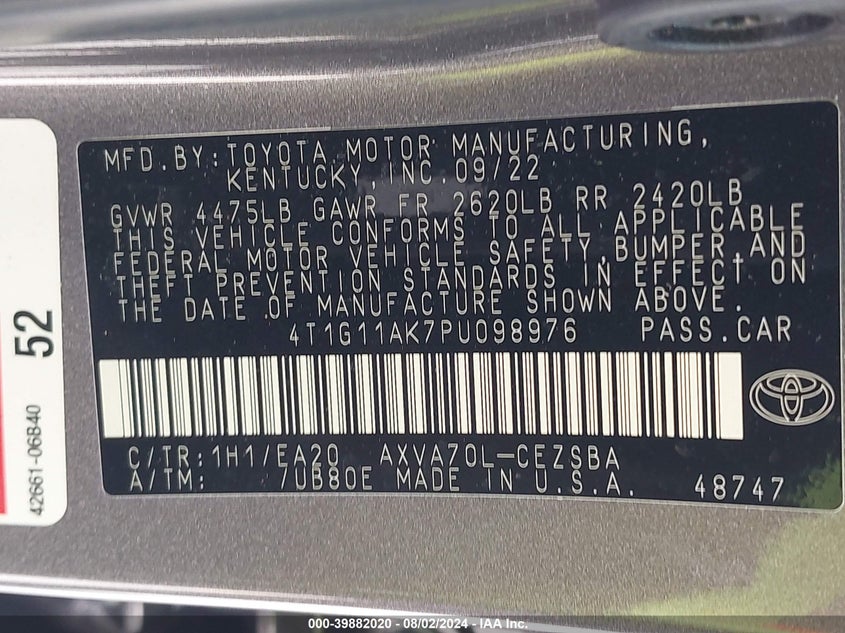 MFD.BY:TOYOTA MOTOR MANUFACTURING,
KENTUCKY,INC.09/22
GVWR 4475LB GAWR FR 2620LB RR 2420LB
THIS VEHICLE CONFORMS TO ALL APPLICABLE
FEDERAL MOTOR VEHICLE SAFETY,BUMPER,AND
THEFT PREVENTION STANDARDS IN EFFECT ON
THE DATE OF MANUFACTURE SHOWN ABOVE.
4T1G11AK7PU098976 PASS.CAR
C/TR:1H1/EA20 AXVA70L-CEZSBA
A/TM: /UB80E MADE IN U.S.A. 48747
52
42661-06B40
000-39882020 - 08/02/2024 - IAA Inc.